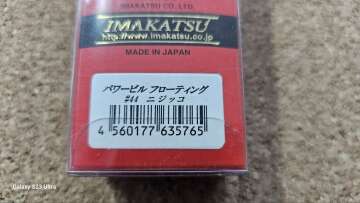 IMAKATSU CO.,LTD.
IMAKATSU
http://www.imakatsu.co.jp
MADE IN JAPAN
パワービル フローティング
#44 ニジッコ
4 560177 635765
Galaxy S23 Ultra